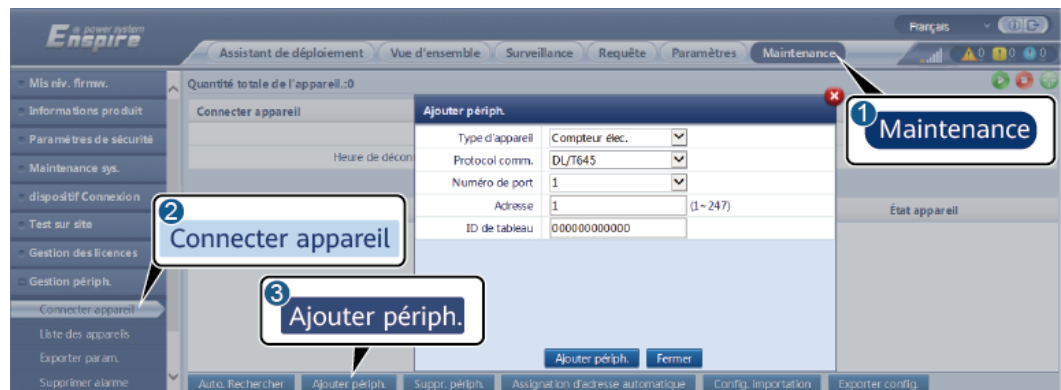 e power system
Enspire
Français
Assistant de déploiement
Vue d'ensemble
Surveillance
Requête
Paramètres
Maintenance
0
0
0
Mis niv. firmw.
Informations produit
Paramètres de sécurité
Maintenance sys.
dispositif Connexion
Test sur site
Gestion des licences
Gestion périph.
Connecter appareil
Liste des appareils
Exporter param.
Supprimer alarme
Quantité totale de l'appareil.:0
Connecter appareil
Heure de décon
État appareil
Ajouter périph.
Type d'appareil Compteur élec.
Protocol comm. DL/T645
Numéro de port 1
Adresse 1 (1~247)
ID de tableau 000000000000
Ajouter périph.
Fermer
1
Maintenance
2
Connecter appareil
3
Ajouter périph.
Auto. Rechercher
Ajouter périph.
Suppr. périph.
Assignation d'adresse automatique
Config. Importation
Exporter config.